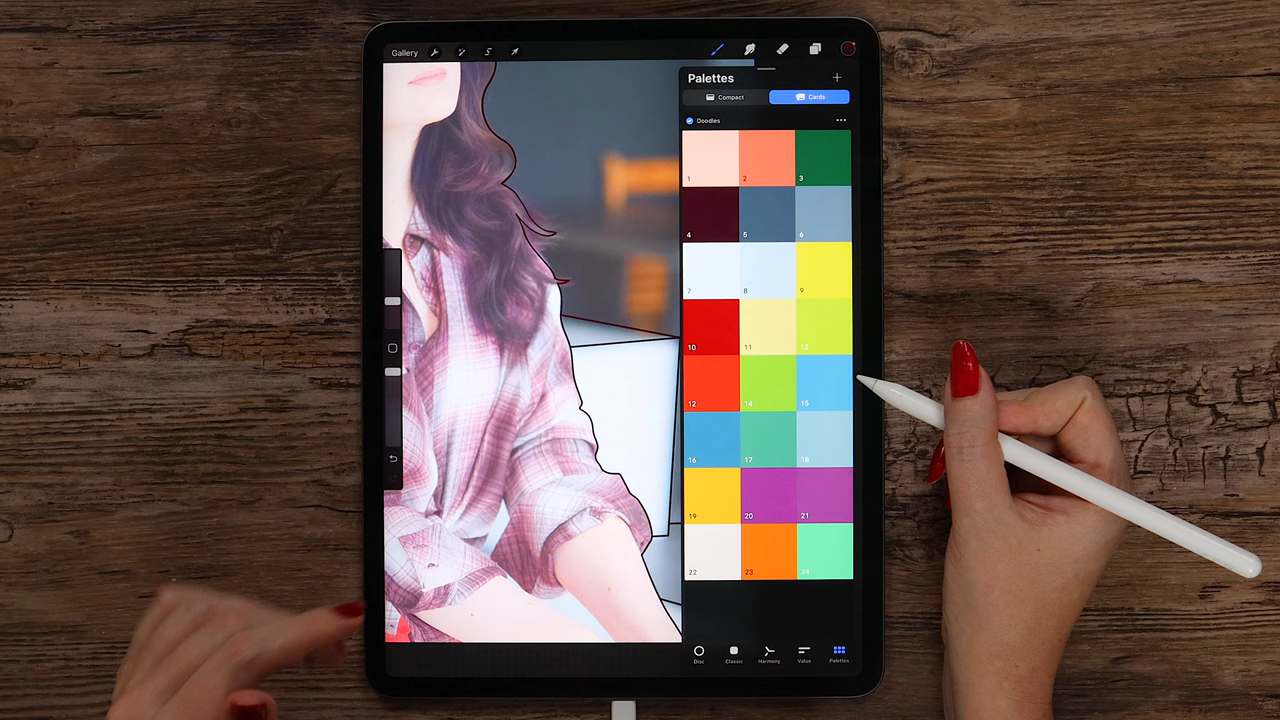 Gallery
Palettes
Compact
Cards
Doodles
1 2 3
4 5 6
7 8 9
10 11 12
12 14 15
16 17 18
19 20 21
22 23 24
Disc Classic Harmony Value Palettes